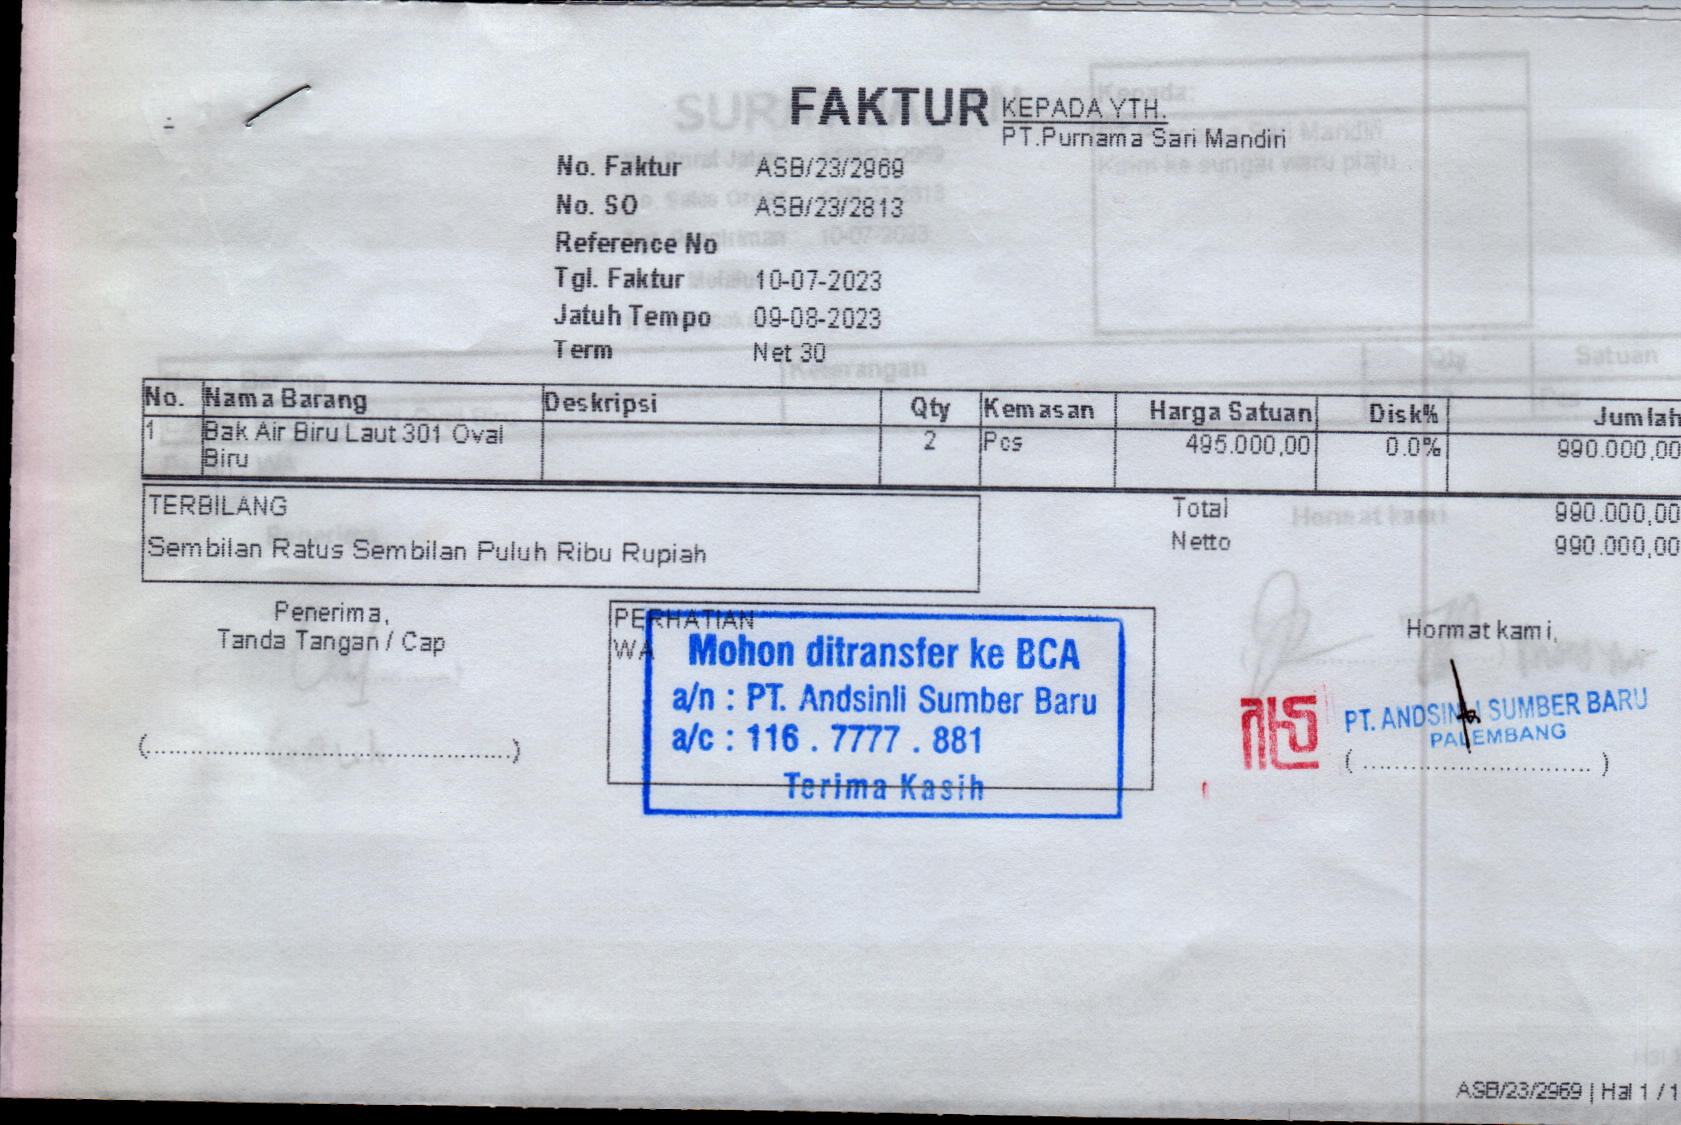 FAKTUR
KEPADA YTH.
PT.Purnama Sari Mandiri
No. Faktur ASB/23/2969
No. SO ASB/23/2813
Reference No
Tgl. Faktur 10-07-2023
Jatuh Tempo 09-08-2023
Term Net 30
No. Nama Barang Deskripsi Qty Kemasan Harga Satuan Disk% Jumlah
1 Bak Air Biru Laut 301 Oval 2 Pcs 495.000,00 0.0% 990.000,00
Biru
TERBILANG
Sembilan Ratus Sembilan Puluh Ribu Rupiah
Total 990.000,00
Netto 990.000,00
Penerima,
Tanda Tangan / Cap
(........................................)
PERHATIAN
WA
Mohon ditransfer ke BCA
a/n : PT. Andsinli Sumber Baru
a/c : 116 . 7777 . 881
Terima Kasih
Hormat kami,
PT. ANDSINLI SUMBER BARU
PALEMBANG
( ............................ )
ASB/23/2969 | Hal 1 / 1